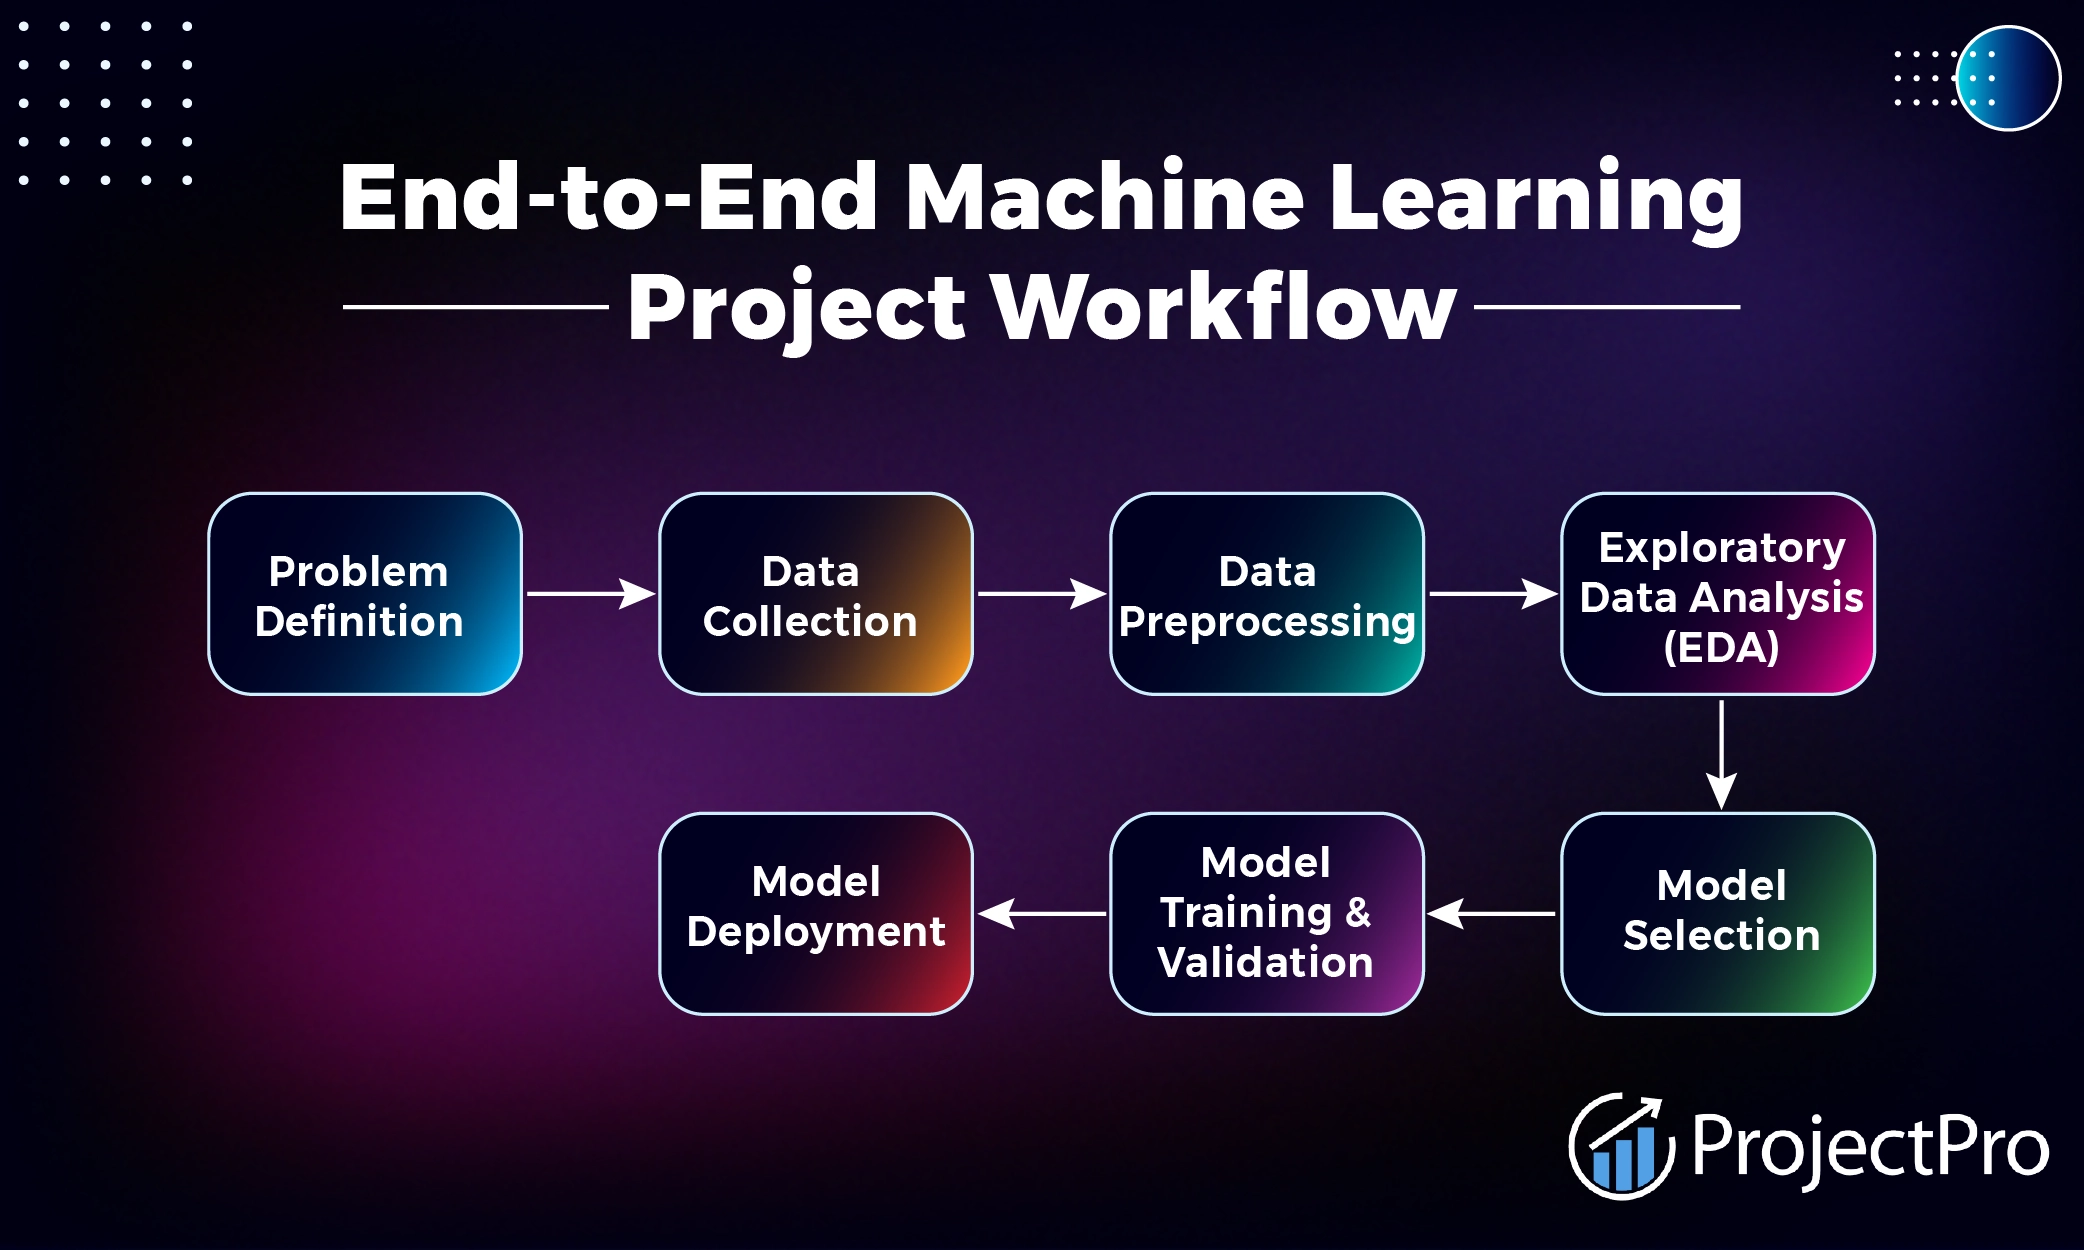 End-to-End Machine Learning
Project Workflow
Problem
Definition
Data
Collection
Data
Preprocessing
Exploratory
Data Analysis
(EDA)
Model
Selection
Model
Training &
Validation
Model
Deployment
ProjectPro